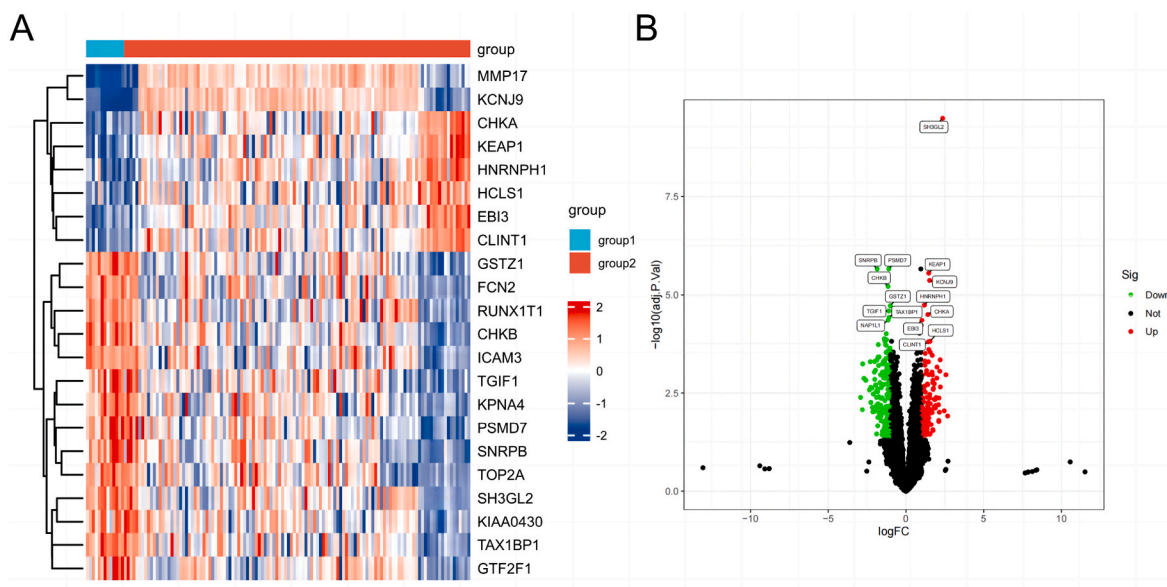 A
group
MMP17
KCNJ9
CHKA
KEAP1
HNRNPH1
HCLS1
EBI3
CLINT1
GSTZ1
FCN2
RUNX1T1
CHKB
ICAM3
TGIF1
KPNA4
PSMD7
SNRPB
TOP2A
SH3GL2
KIAA0430
TAX1BP1
GTF2F1
group
group1
group2
2
1
0
-1
-2
B
SH3GL2
SNRPB
PSMD7
KEAP1
CHKB
KCNJ9
GSTZ1
HNRNPH1
TGIF1
TAX1BP1
CHKA
NAP1L1
EBI3
HCLS1
CLINT1
7.5
5.0
2.5
0.0
−log10(adj.P.Val)
−10
−5
0
5
10
logFC
Sig
Down
Not
Up